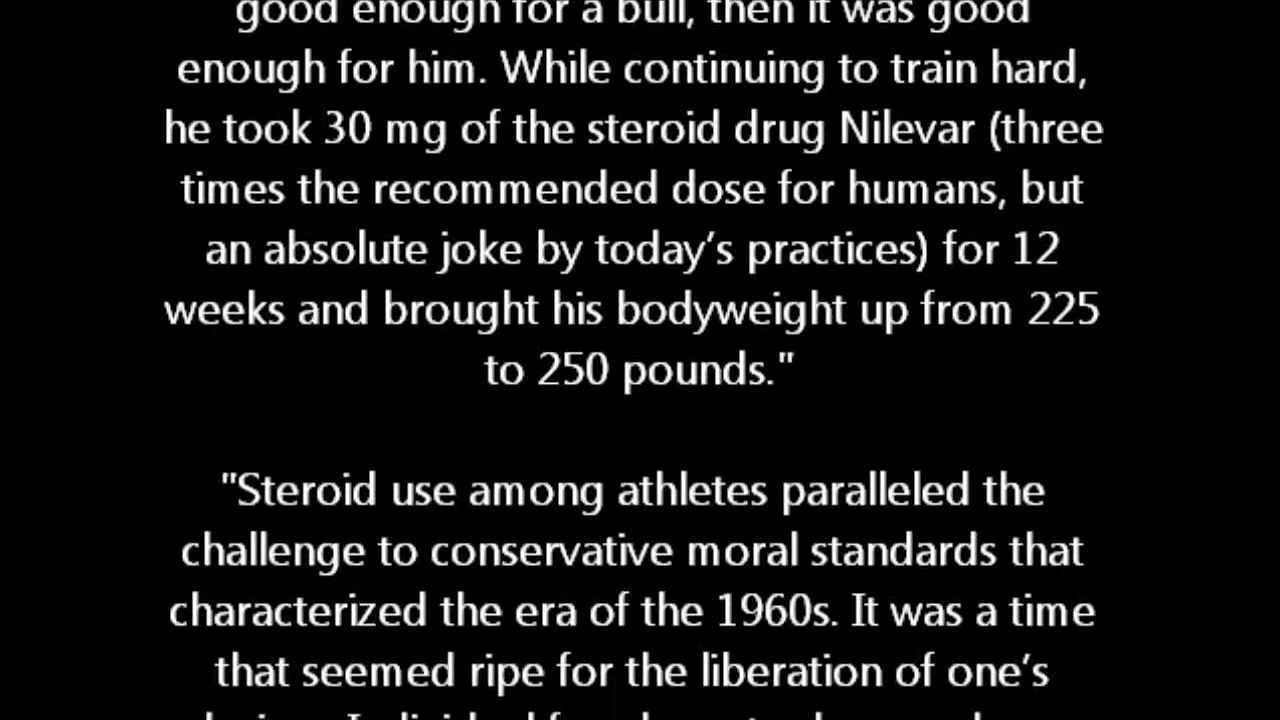 good enough for a bull, then it was good
enough for him. While continuing to train hard,
he took 30 mg of the steroid drug Nilevar (three
times the recommended dose for humans, but
an absolute joke by today’s practices) for 12
weeks and brought his bodyweight up from 225
to 250 pounds."
"Steroid use among athletes paralleled the
challenge to conservative moral standards that
characterized the era of the 1960s. It was a time
that seemed ripe for the liberation of one’s